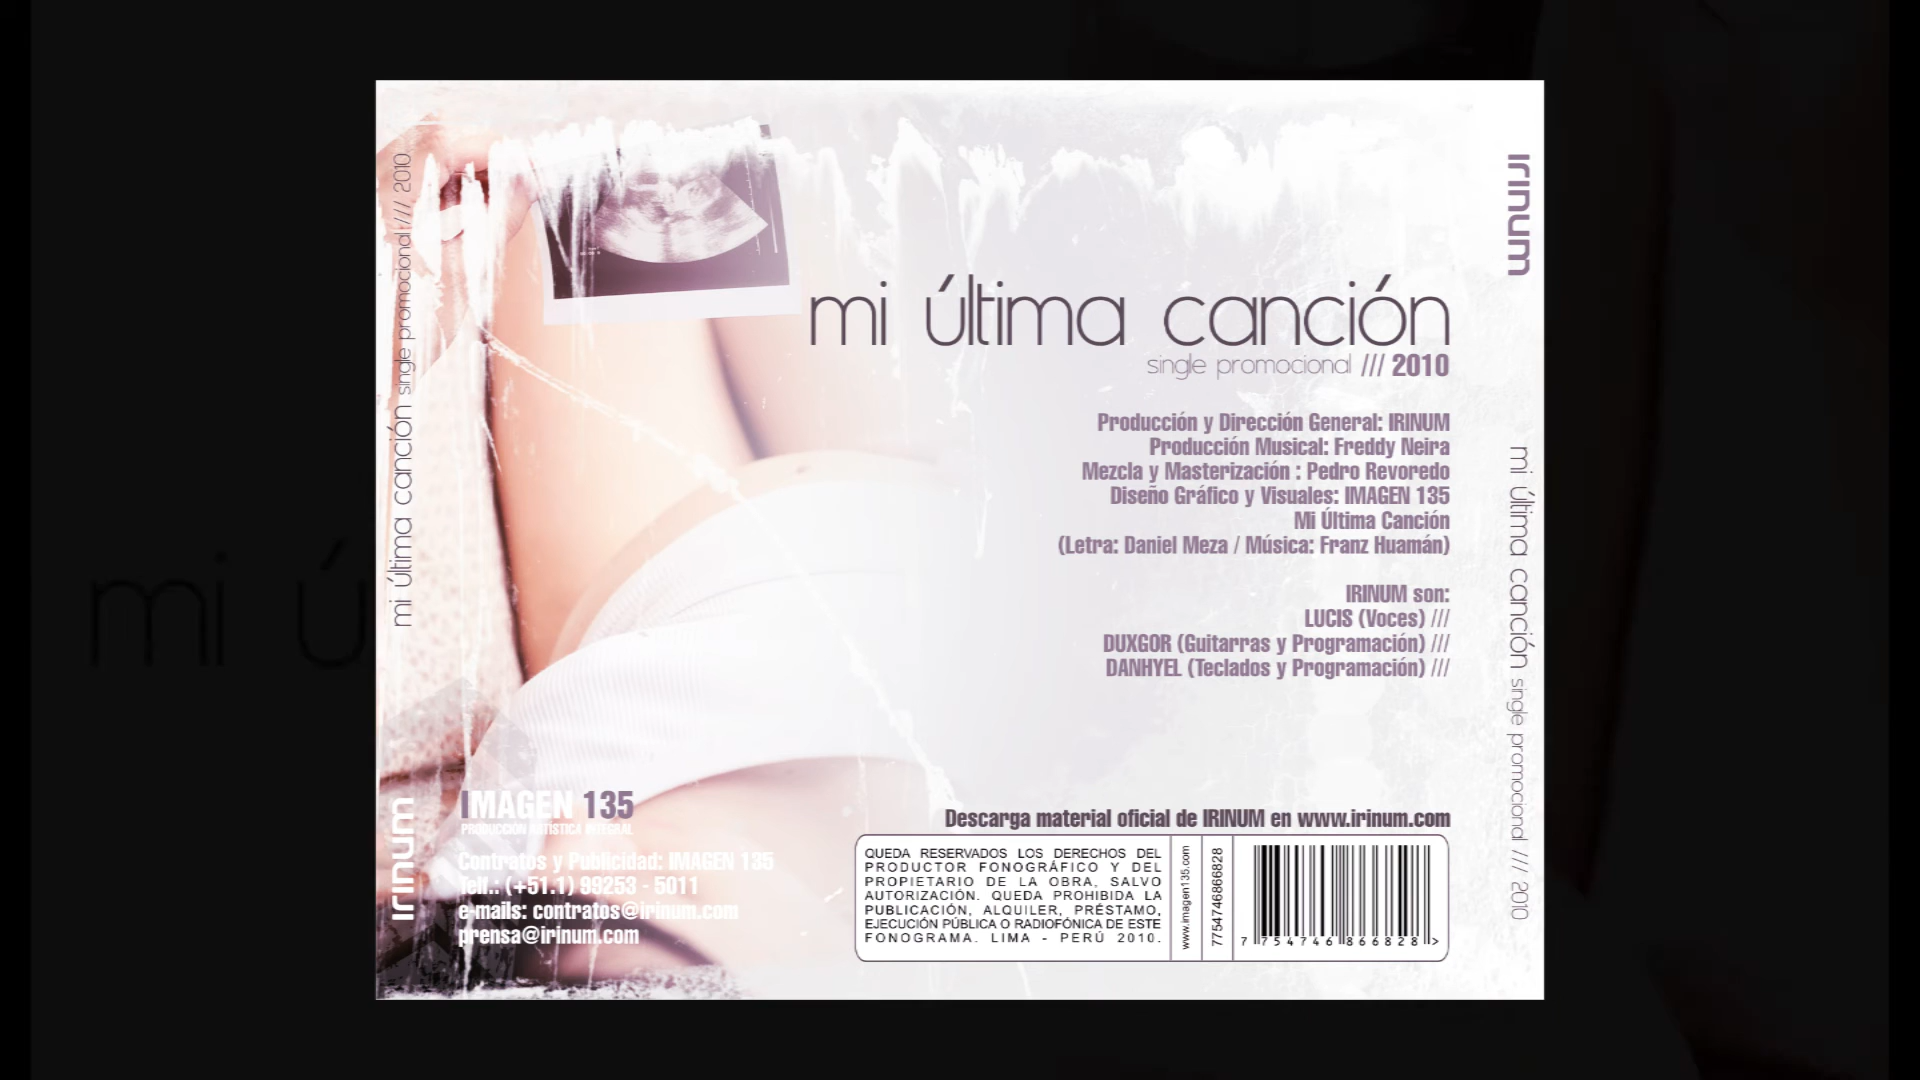 mi última canción single promocional /// 2010
irinum
mi última canción
single promocional /// 2010
Producción y Dirección General: IRINUM
Producción Musical: Freddy Neira
Mezcla y Masterización : Pedro Revoredo
Diseño Gráfico y Visuales: IMAGEN 135
Mi Última Canción
(Letra: Daniel Meza / Música: Franz Huamán)
IRINUM son:
LUCIS (Voces) ///
DUXGOR (Guitarras y Programación) ///
DANHYEL (Teclados y Programación) ///
irinum
mi última canción single promocional /// 2010
mi ú
IMAGEN 135
PRODUCCIÓN ARTÍSTICA INTEGRAL
Contratos y Publicidad: IMAGEN 135
Telf.: (+51.1) 99253 - 5011
e-mails: contratos@irinum.com
prensa@irinum.com
Descarga material oficial de IRINUM en www.irinum.com
QUEDA RESERVADOS LOS DERECHOS DEL
PRODUCTOR FONOGRÁFICO Y DEL
PROPIETARIO DE LA OBRA, SALVO
AUTORIZACIÓN. QUEDA PROHIBIDA LA
PUBLICACIÓN, ALQUILER, PRÉSTAMO,
EJECUCIÓN PÚBLICA O RADIOFÓNICA DE ESTE
FONOGRAMA. LIMA - PERÚ 2010.
www.imagen135.com
7754746866828
7 754746 866828 >